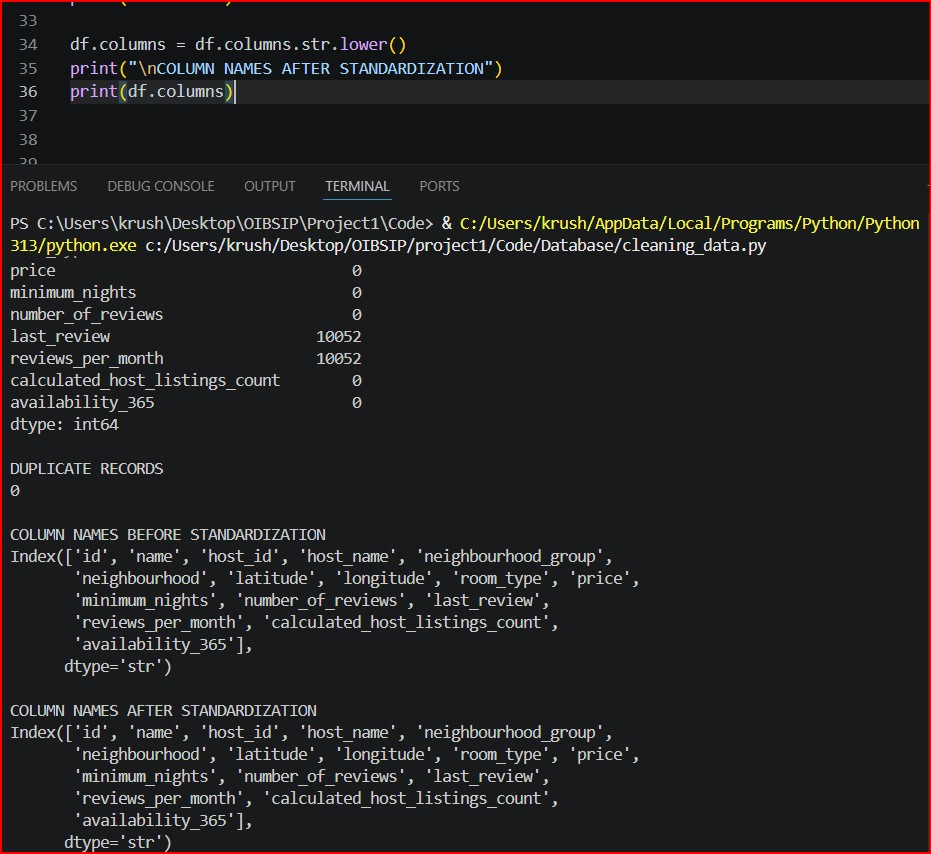 33
34 df.columns = df.columns.str.lower()
35 print("\nCOLUMN NAMES AFTER STANDARDIZATION")
36 print(df.columns)
37
38
39
PROBLEMS DEBUG CONSOLE OUTPUT TERMINAL PORTS
PS C:\Users\krush\Desktop\OIBSIP\Project1\Code> & C:/Users/krush/AppData/Local/Programs/Python/Python
313/python.exe c:/Users/krush/Desktop/OIBSIP/project1/Code/Database/cleaning_data.py
price 0
minimum_nights 0
number_of_reviews 0
last_review 10052
reviews_per_month 10052
calculated_host_listings_count 0
availability_365 0
dtype: int64
DUPLICATE RECORDS
0
COLUMN NAMES BEFORE STANDARDIZATION
Index(['id', 'name', 'host_id', 'host_name', 'neighbourhood_group',
'neighbourhood', 'latitude', 'longitude', 'room_type', 'price',
'minimum_nights', 'number_of_reviews', 'last_review',
'reviews_per_month', 'calculated_host_listings_count',
'availability_365'],
dtype='str')
COLUMN NAMES AFTER STANDARDIZATION
Index(['id', 'name', 'host_id', 'host_name', 'neighbourhood_group',
'neighbourhood', 'latitude', 'longitude', 'room_type', 'price',
'minimum_nights', 'number_of_reviews', 'last_review',
'reviews_per_month', 'calculated_host_listings_count',
'availability_365'],
dtype='str')